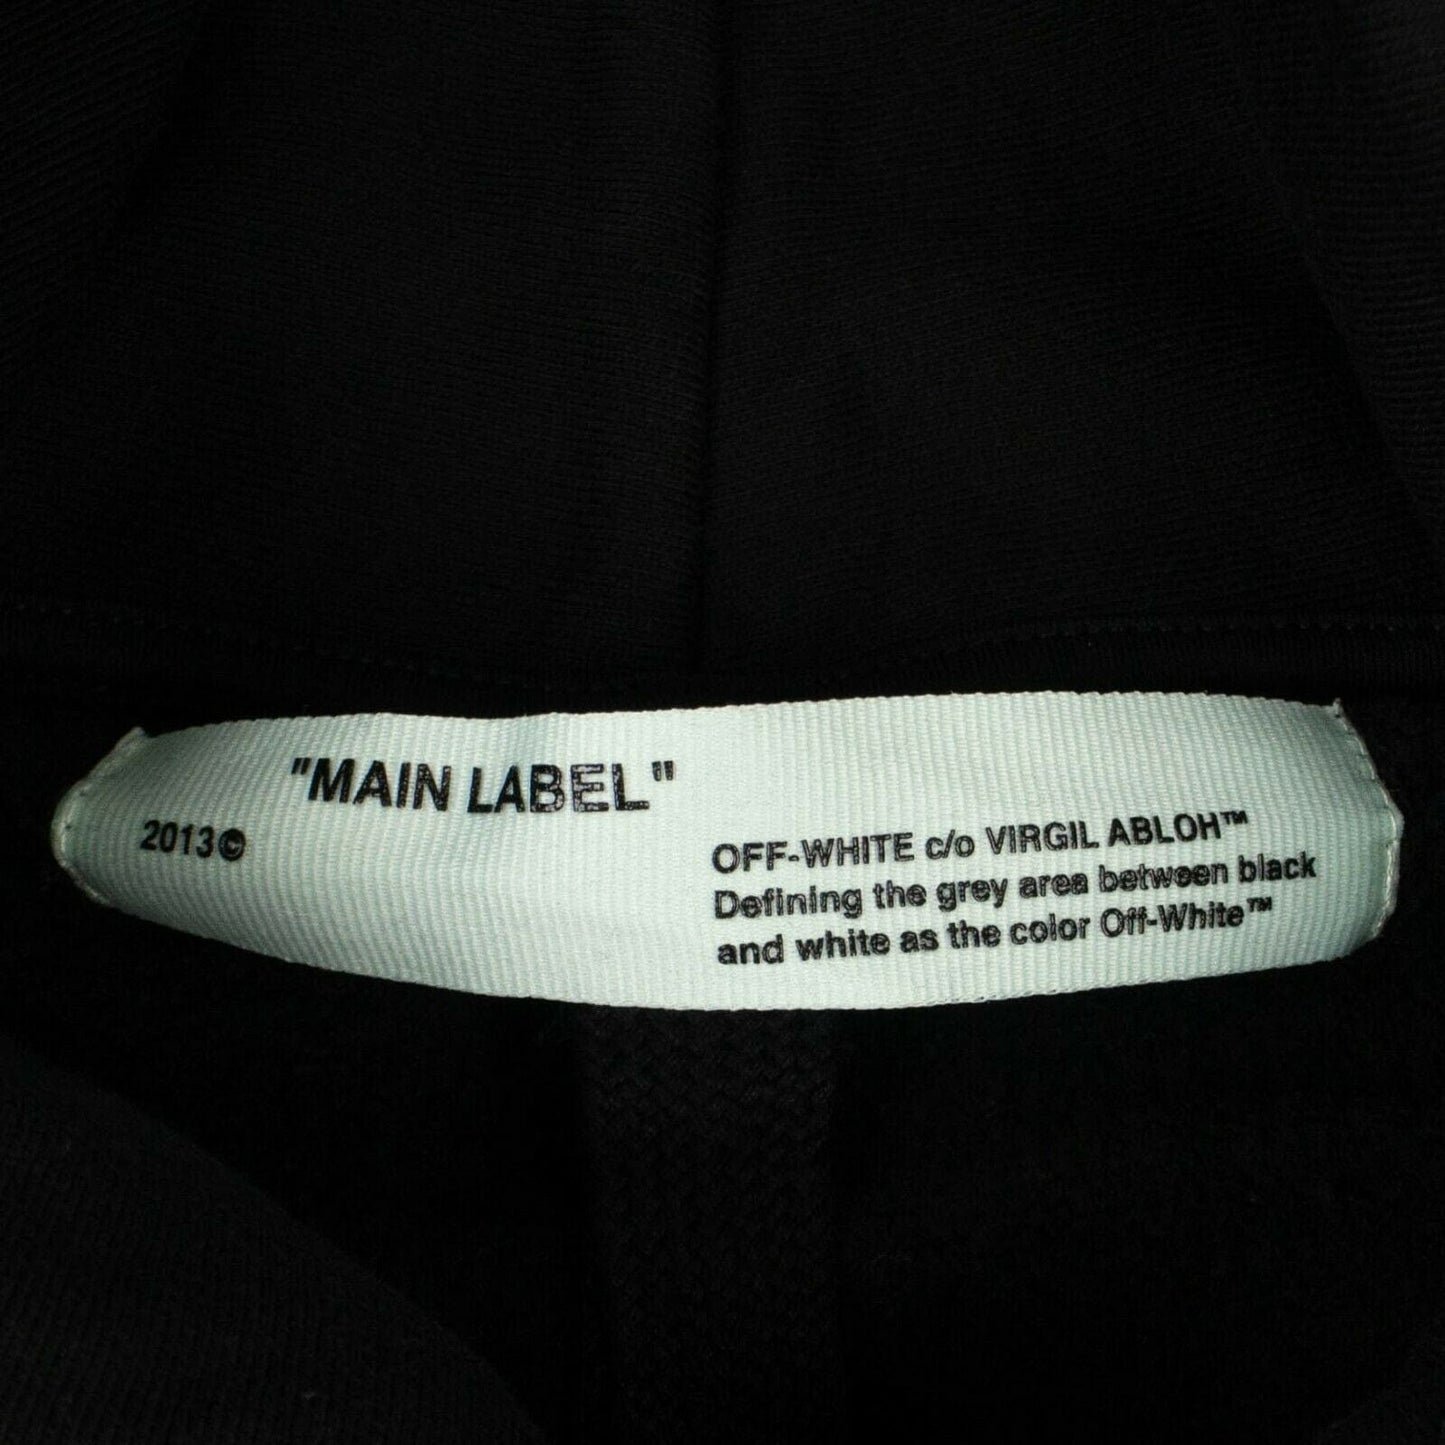 "MAIN LABEL"
2013©
OFF-WHITE c/o VIRGIL ABLOH™
Defining the grey area between black
and white as the color Off-White™